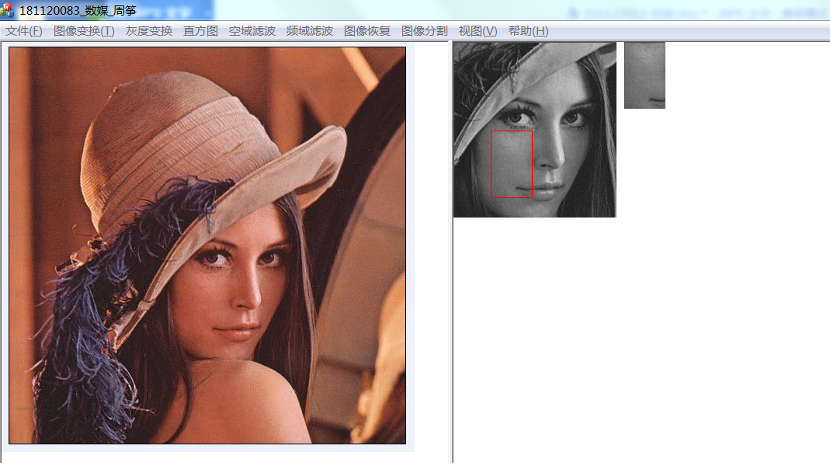 181120083_数媒_周筝
文件(F) 图像变换(T) 灰度变换 直方图 空域滤波 频域滤波 图像恢复 图像分割 视图(V) 帮助(H)